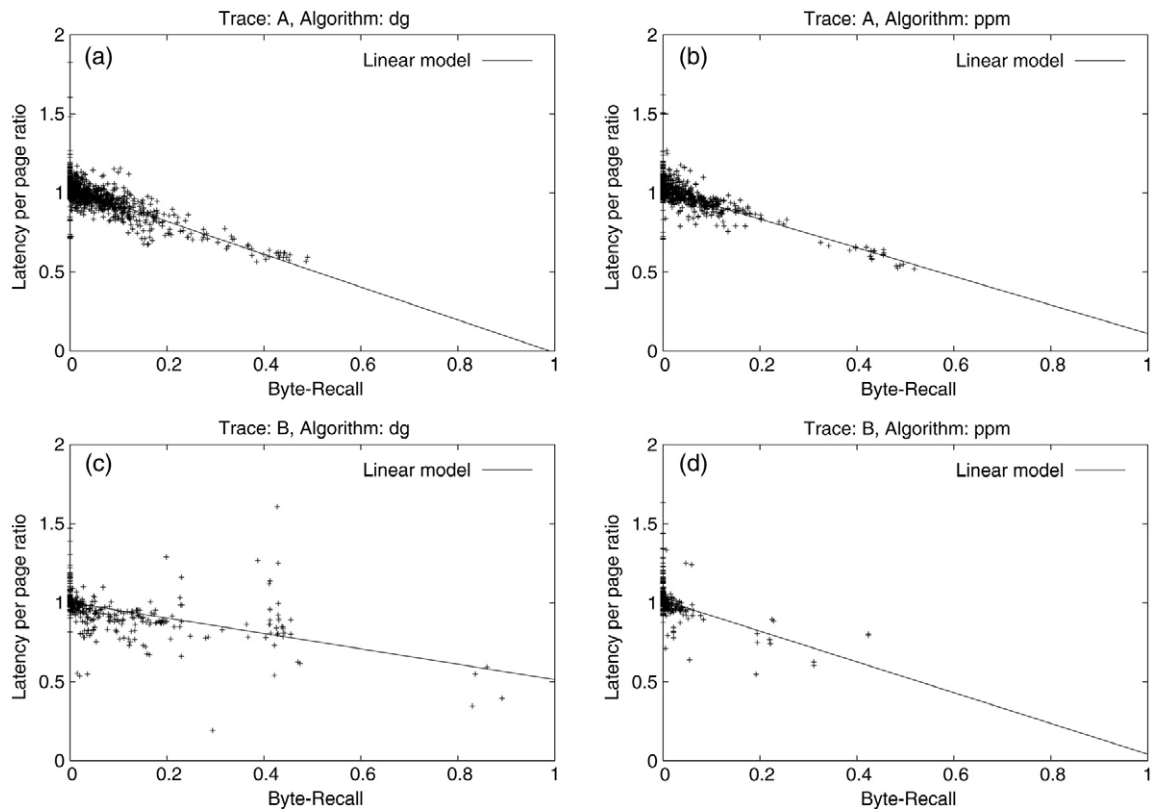 Trace: A, Algorithm: dg
(a)
Linear model
Latency per page ratio
2
1.5
1
0.5
0
0 0.2 0.4 0.6 0.8 1
Byte-Recall
Trace: A, Algorithm: ppm
(b)
Linear model
Latency per page ratio
2
1.5
1
0.5
0
0 0.2 0.4 0.6 0.8 1
Byte-Recall
Trace: B, Algorithm: dg
(c)
Linear model
Latency per page ratio
2
1.5
1
0.5
0
0 0.2 0.4 0.6 0.8 1
Byte-Recall
Trace: B, Algorithm: ppm
(d)
Linear model
Latency per page ratio
2
1.5
1
0.5
0
0 0.2 0.4 0.6 0.8 1
Byte-Recall